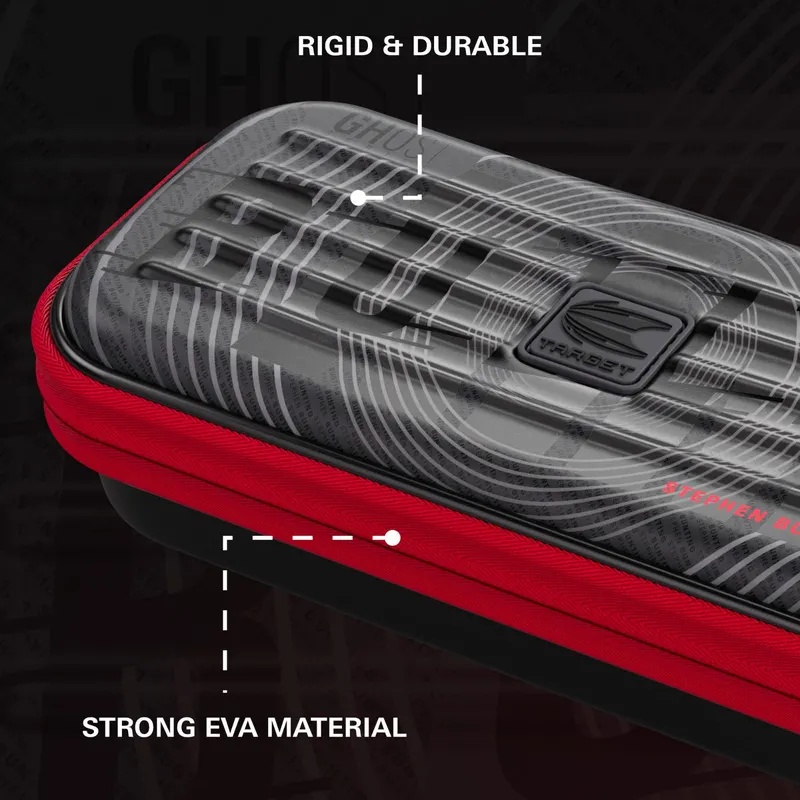 RIGID & DURABLE
GHOST
TARGET
STEPHEN BU
STRONG EVA MATERIAL